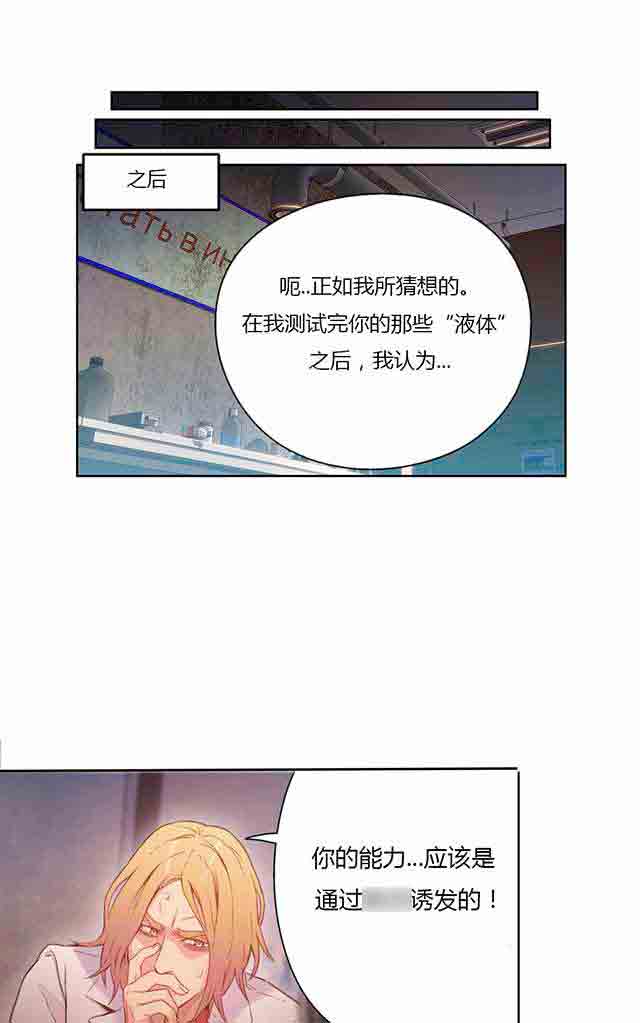 之后
тать в ин
呃..正如我所猜想的。
在我测试完你的那些“液体”
之后，我认为...
你的能力...应该是
通过 诱发的！